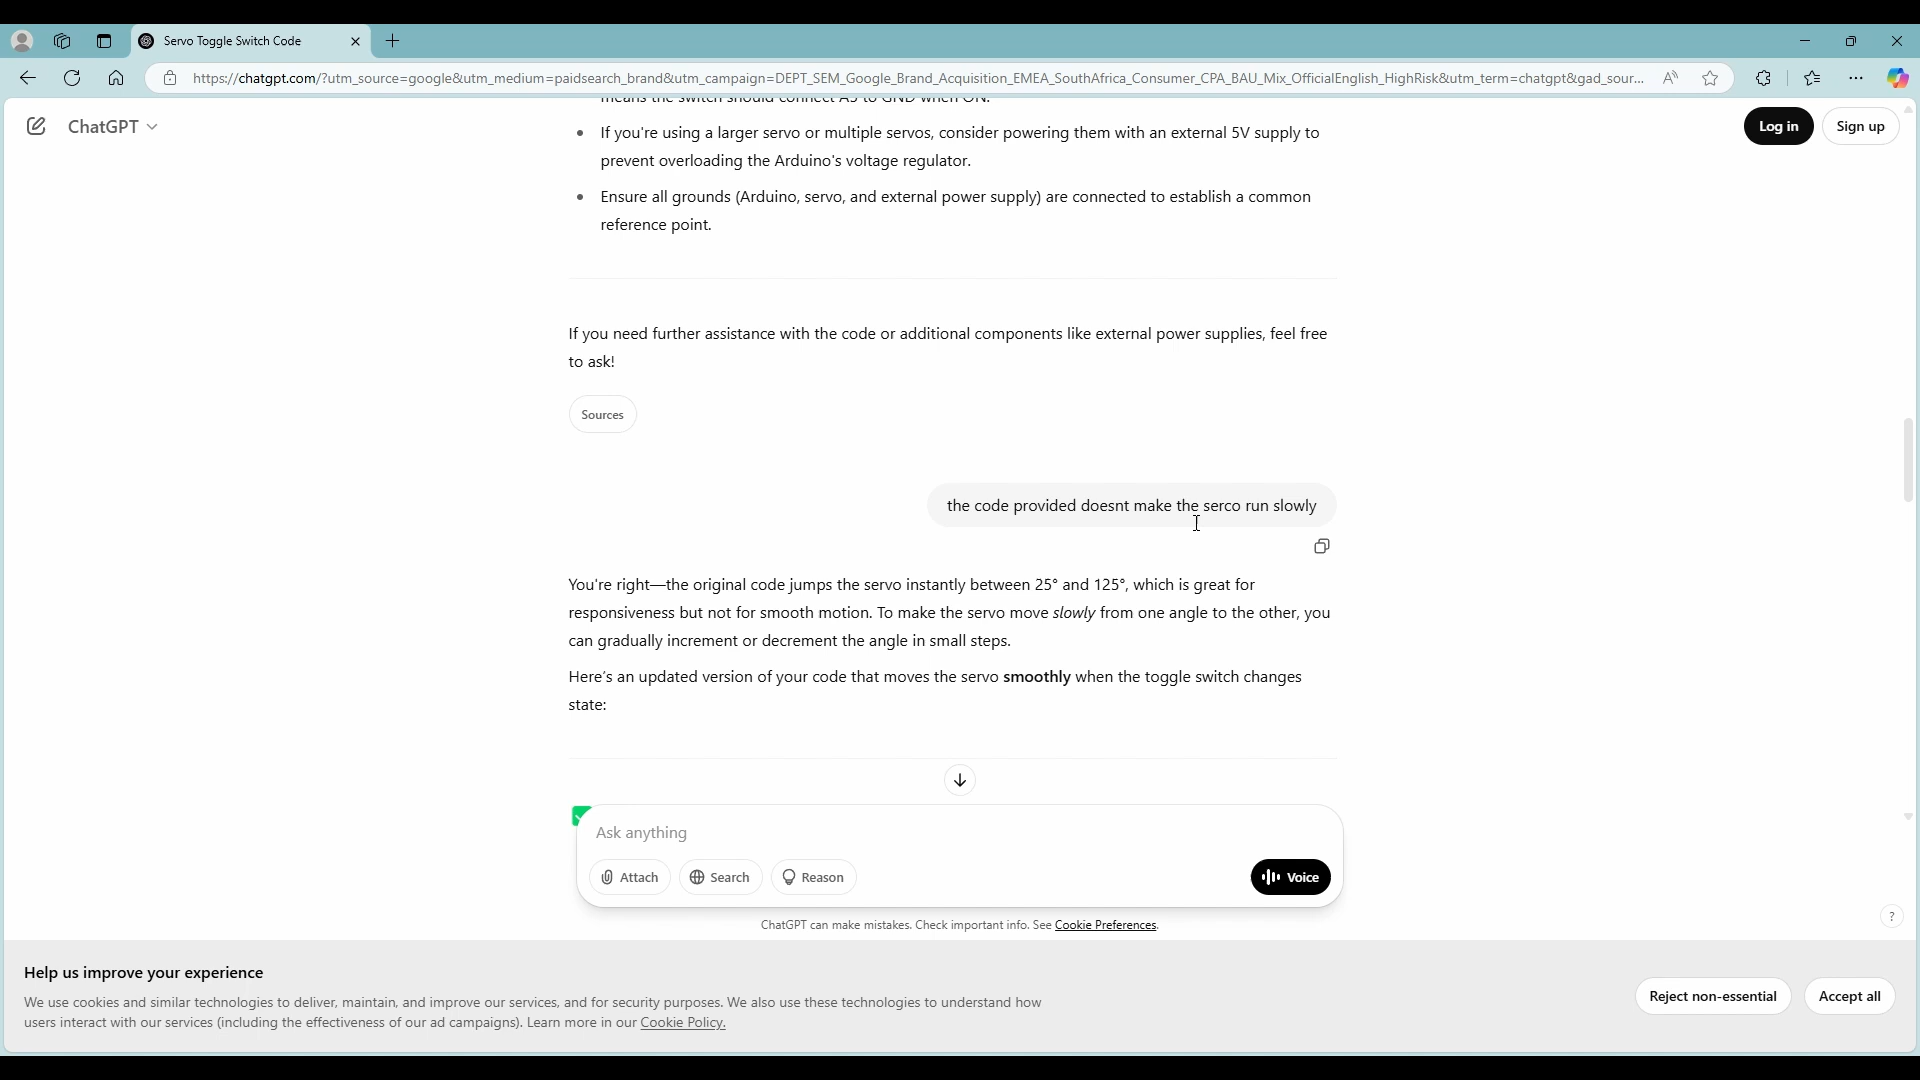 Servo Toggle Switch Code
https://chatgpt.com/?utm_source=google&utm_medium=paidsearch_brand&utm_campaign=DEPT_SEM_Google_Brand_Acquisition_EMEA_SouthAfrica_Consumer_CPA_BAU_Mix_OfficialEnglish_HighRisk&utm_term=chatgpt&gad_sour...
ChatGPT
Log in
Sign up
means the switch should connect A5 to GND when ON.
• If you're using a larger servo or multiple servos, consider powering them with an external 5V supply to
prevent overloading the Arduino's voltage regulator.
• Ensure all grounds (Arduino, servo, and external power supply) are connected to establish a common
reference point.
If you need further assistance with the code or additional components like external power supplies, feel free
to ask!
Sources
the code provided doesnt make the serco run slowly
You're right—the original code jumps the servo instantly between 25° and 125°, which is great for
responsiveness but not for smooth motion. To make the servo move slowly from one angle to the other, you
can gradually increment or decrement the angle in small steps.
Here's an updated version of your code that moves the servo smoothly when the toggle switch changes
state:
Ask anything
Attach
Search
Reason
Voice
ChatGPT can make mistakes. Check important info. See Cookie Preferences.
?
Help us improve your experience
We use cookies and similar technologies to deliver, maintain, and improve our services, and for security purposes. We also use these technologies to understand how
users interact with our services (including the effectiveness of our ad campaigns). Learn more in our Cookie Policy.
Reject non-essential
Accept all